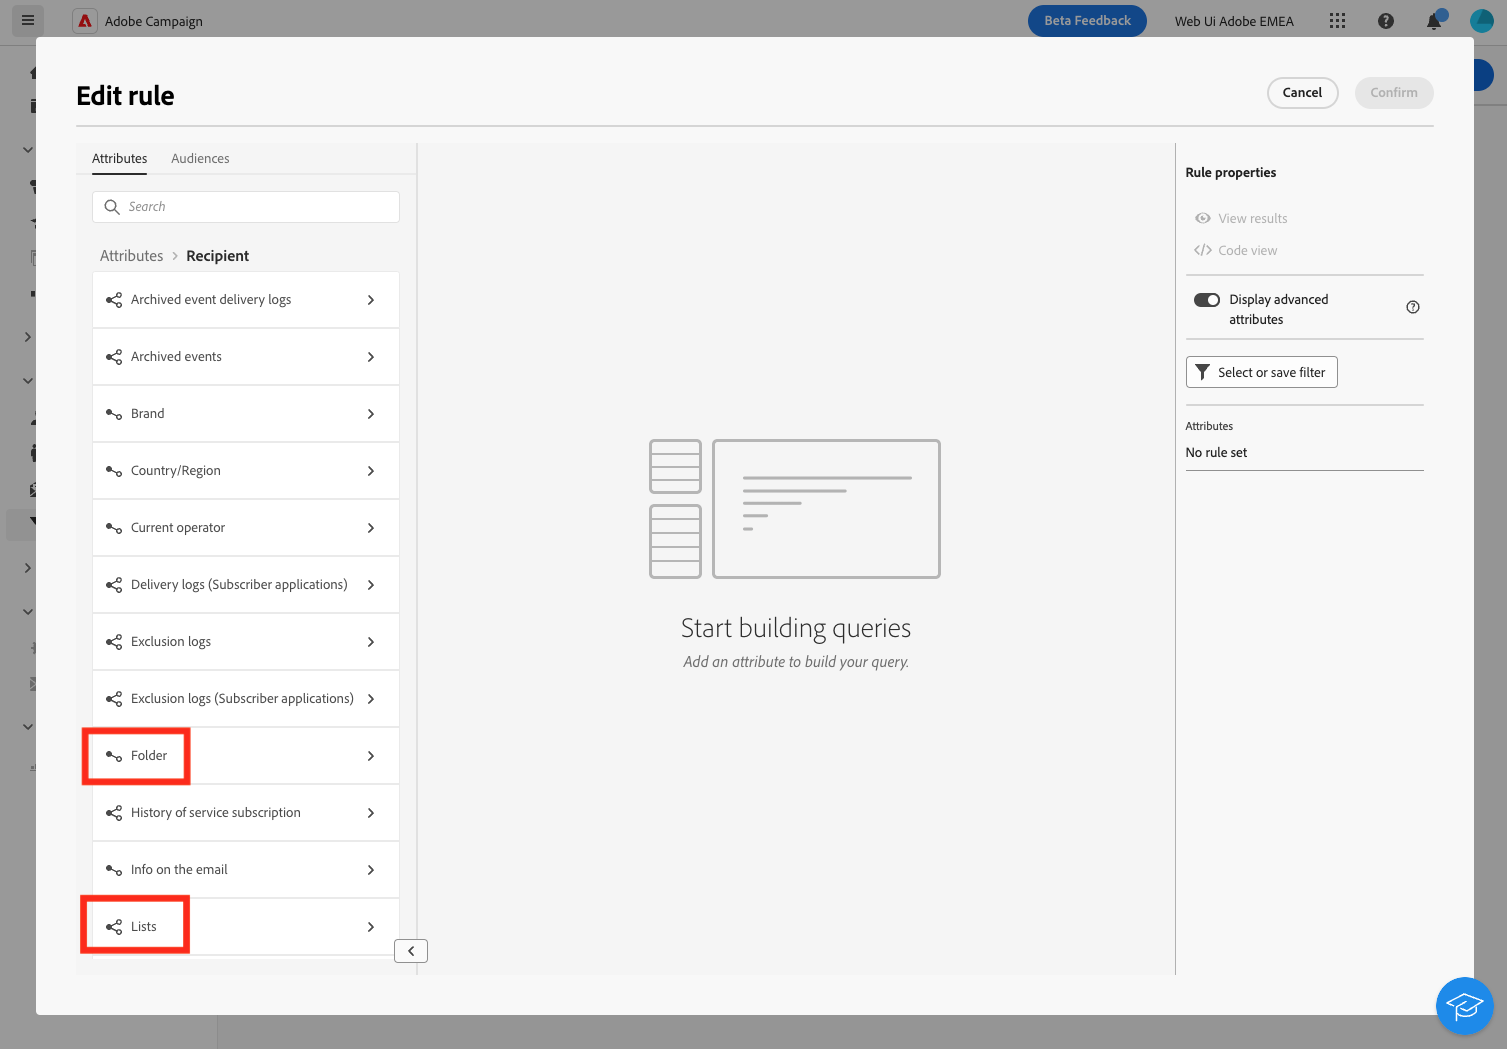 Adobe Campaign
Beta Feedback
Web Ui Adobe EMEA
Edit rule
Cancel
Confirm
Attributes
Audiences
Search
Attributes > Recipient
Archived event delivery logs
Archived events
Brand
Country/Region
Current operator
Delivery logs (Subscriber applications)
Exclusion logs
Exclusion logs (Subscriber applications)
Folder
History of service subscription
Info on the email
Lists
Start building queries
Add an attribute to build your query.
Rule properties
View results
Code view
Display advanced
attributes
Select or save filter
Attributes
No rule set